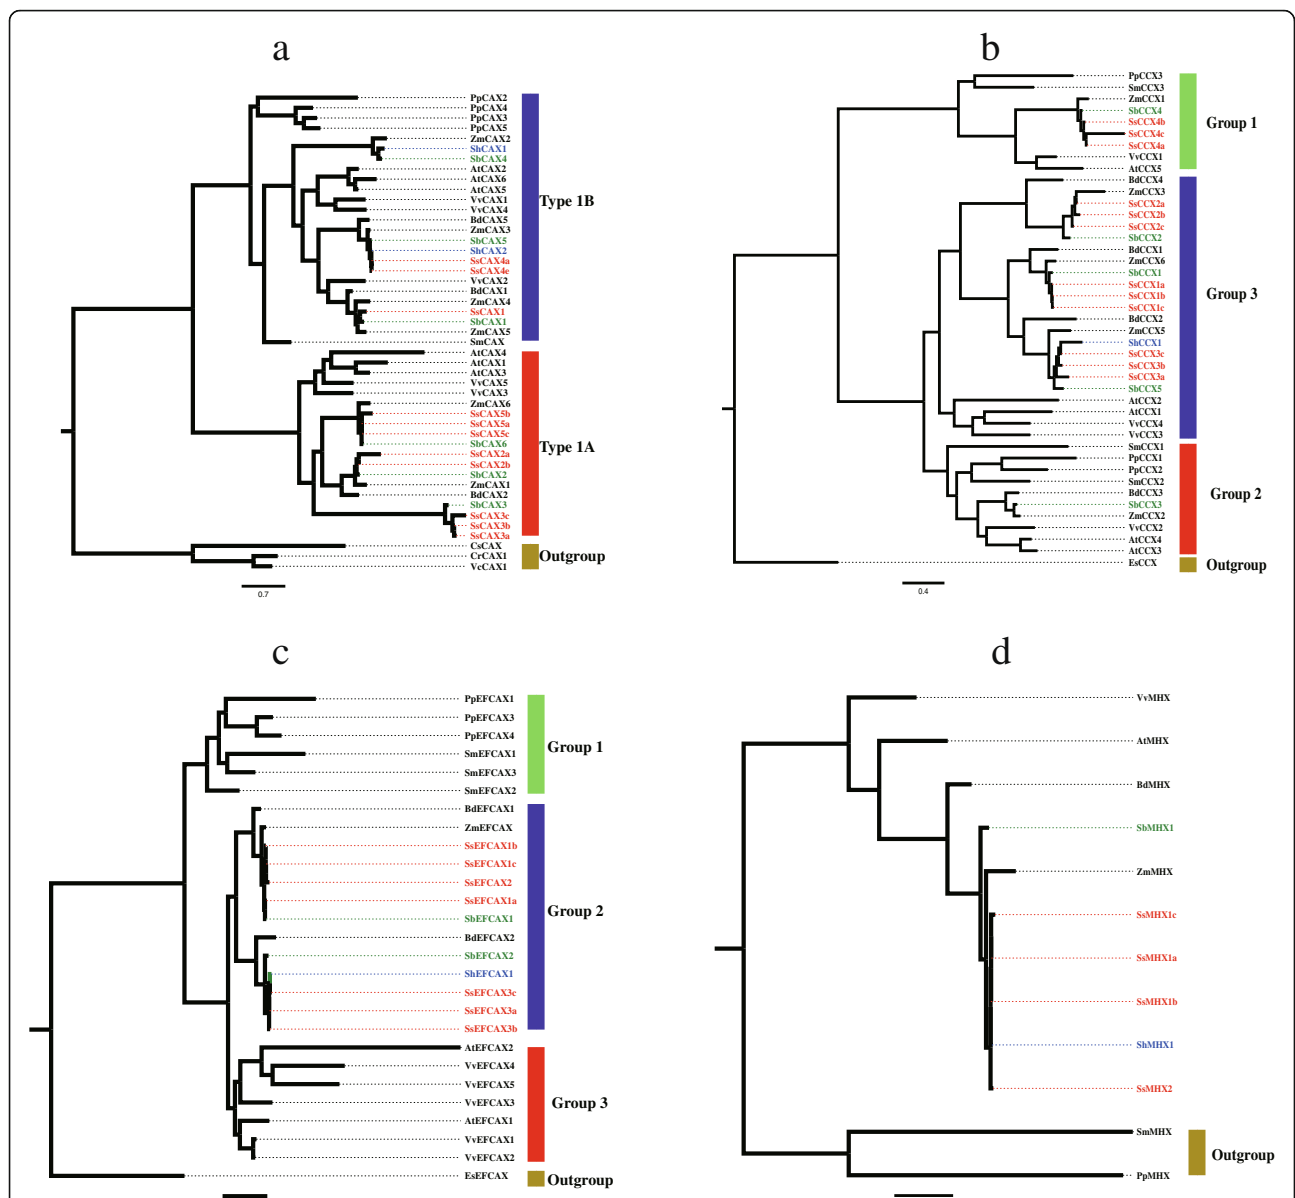 a
PpCAX2
PpCAX4
PpCAX3
PpCAX5
ZmCAX2
ShCAX1
SbCAX4
AtCAX2
AtCAX6
AtCAX5
VvCAX1
VvCAX4
BdCAX5
ZmCAX3
SbCAX5
ShCAX2
SsCAX4a
SsCAX4e
VvCAX2
BdCAX1
ZmCAX4
SsCAX1
SbCAX1
ZmCAX5
SmCAX
Type 1B
AtCAX4
AtCAX1
AtCAX3
VvCAX5
VvCAX3
ZmCAX6
SsCAX5b
SsCAX5a
SsCAX5c
SbCAX6
SsCAX2a
SsCAX2b
SbCAX2
ZmCAX1
BdCAX2
SbCAX3
SsCAX3c
SsCAX3b
SsCAX3a
Type 1A
CsCAX
CrCAX1
VcCAX1
Outgroup
0.7
b
PpCCX3
SmCCX3
ZmCCX1
SbCCX4
SsCCX4b
SsCCX4c
SsCCX4a
VvCCX1
AtCCX5
Group 1
BdCCX4
ZmCCX3
SsCCX2a
SsCCX2b
SsCCX2c
SbCCX2
BdCCX1
ZmCCX6
SbCCX1
SsCCX1a
SsCCX1b
SsCCX1c
BdCCX2
ZmCCX5
ShCCX1
SsCCX3c
SsCCX3b
SsCCX3a
SbCCX5
AtCCX2
AtCCX1
VvCCX4
VvCCX3
Group 3
SmCCX1
PpCCX1
PpCCX2
SmCCX2
BdCCX3
SbCCX3
ZmCCX2
VvCCX2
AtCCX4
AtCCX3
Group 2
EsCCX
Outgroup
0.4
c
PpEFCAX1
PpEFCAX3
PpEFCAX4
SmEFCAX1
SmEFCAX3
SmEFCAX2
Group 1
BdEFCAX1
ZmEFCAX
SsEFCAX1b
SsEFCAX1c
SsEFCAX2
SsEFCAX1a
SbEFCAX1
BdEFCAX2
SbEFCAX2
ShEFCAX1
SsEFCAX3c
SsEFCAX3a
SsEFCAX3b
Group 2
AtEFCAX2
VvEFCAX4
VvEFCAX5
VvEFCAX3
AtEFCAX1
VvEFCAX1
VvEFCAX2
Group 3
EsEFCAX
Outgroup
d
VvMHX
AtMHX
BdMHX
SbMHX1
ZmMHX
SsMHX1c
SsMHX1a
SsMHX1b
ShMHX1
SsMHX2
SmMHX
PpMHX
Outgroup